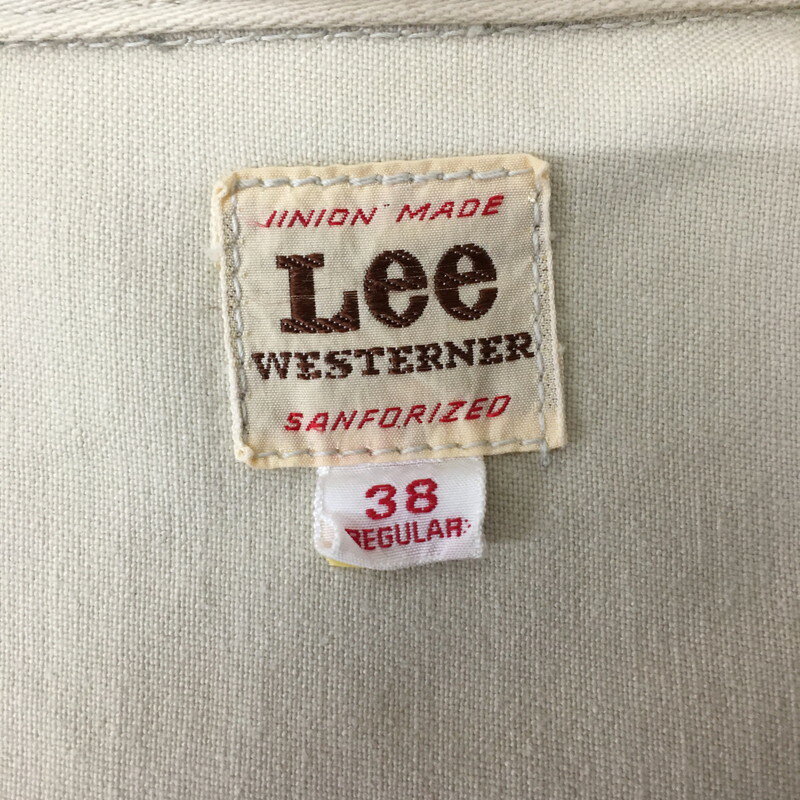 UNION MADE
Lee
WESTERNER
SANFORIZED
38
REGULAR